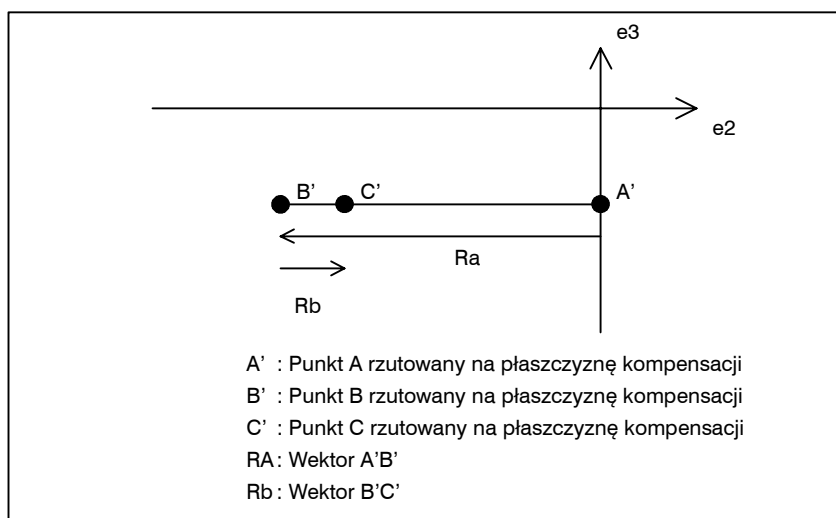 e3
e2
B’ C’ A’
Ra
Rb
A’ : Punkt A rzutowany na płaszczyznę kompensacji
B’ : Punkt B rzutowany na płaszczyznę kompensacji
C’ : Punkt C rzutowany na płaszczyznę kompensacji
RA: Wektor A’B’
Rb: Wektor B’C’